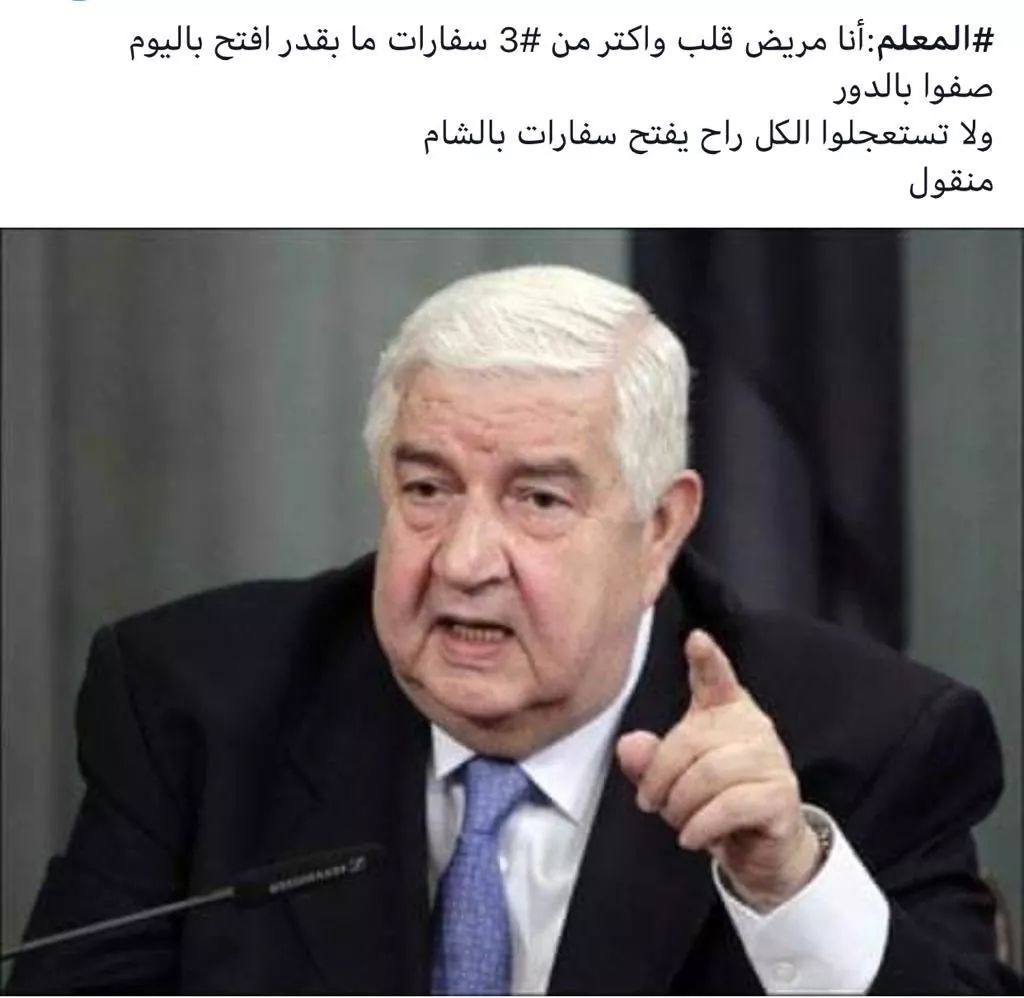 #المعلم:أنا مريض قلب واكتر من #3 سفارات ما بقدر افتح باليوم
صفوا بالدور
ولا تستعجلوا الكل راح يفتح سفارات بالشام
منقول